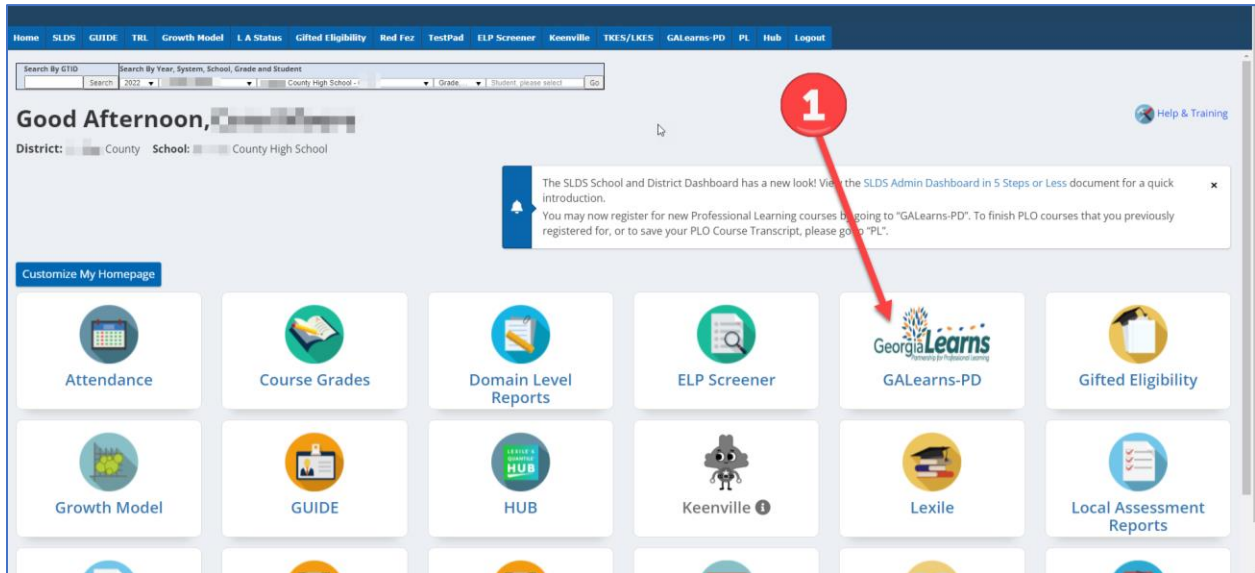 Home SLDS GUIDE TRL Growth Model L A Status Gifted Eligibility Red Fez TestPad ELP Screener Keenville TKES/LKES GALearns-PD PL Hub Logout
Search By GTID Search By Year, System, School, Grade and Student
Search 2022 County High School - Grade... Student, please select Go
1
Good Afternoon,
Help & Training
District: County School: County High School
The SLDS School and District Dashboard has a new look! View the SLDS Admin Dashboard in 5 Steps or Less document for a quick ×
introduction.
You may now register for new Professional Learning courses by going to "GALearns-PD". To finish PLO courses that you previously
registered for, or to save your PLO Course Transcript, please go to "PL".
Customize My Homepage
Georgia Learns
Partnership for Professional Learning
Attendance Course Grades Domain Level ELP Screener GALearns-PD Gifted Eligibility
Reports
LEXILE &
QUANTILE
HUB
Growth Model GUIDE HUB Keenville Lexile Local Assessment
Reports